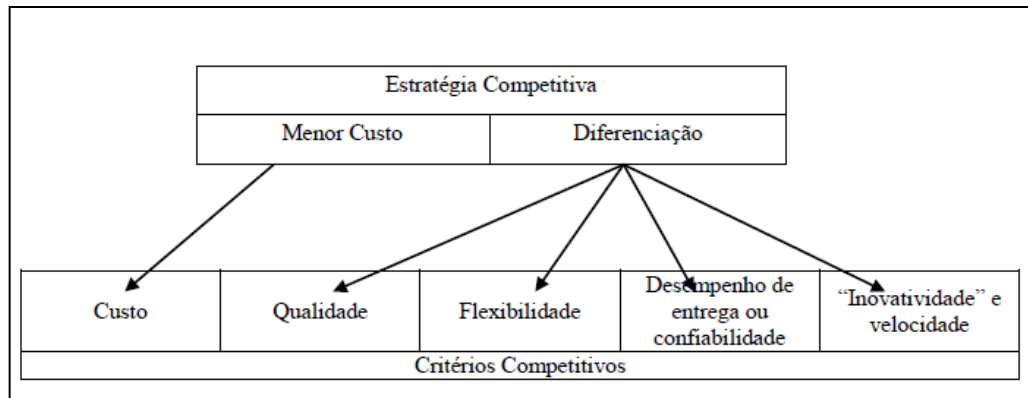 Estratégia Competitiva
Menor Custo
Diferenciação
Custo
Qualidade
Flexibilidade
Desempenho de
entrega ou
confiabilidade
“Inovatividade” e
velocidade
Critérios Competitivos